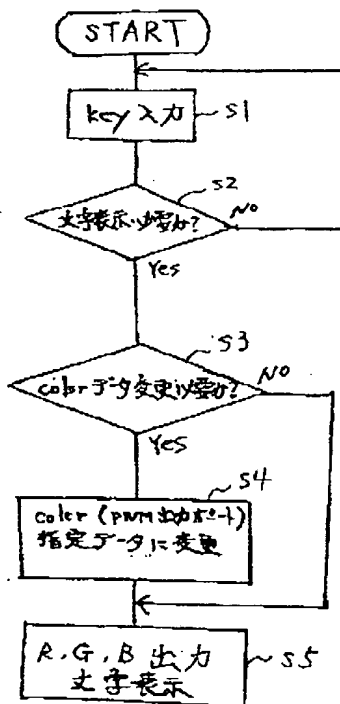 START
key入力
S1
S2
文字表示必要か?
NO
Yes
S3
colorデータ変更必要か?
NO
Yes
S4
color (PWM出力ポート)
指定データに変更
R.G.B出力
文字表示
S5